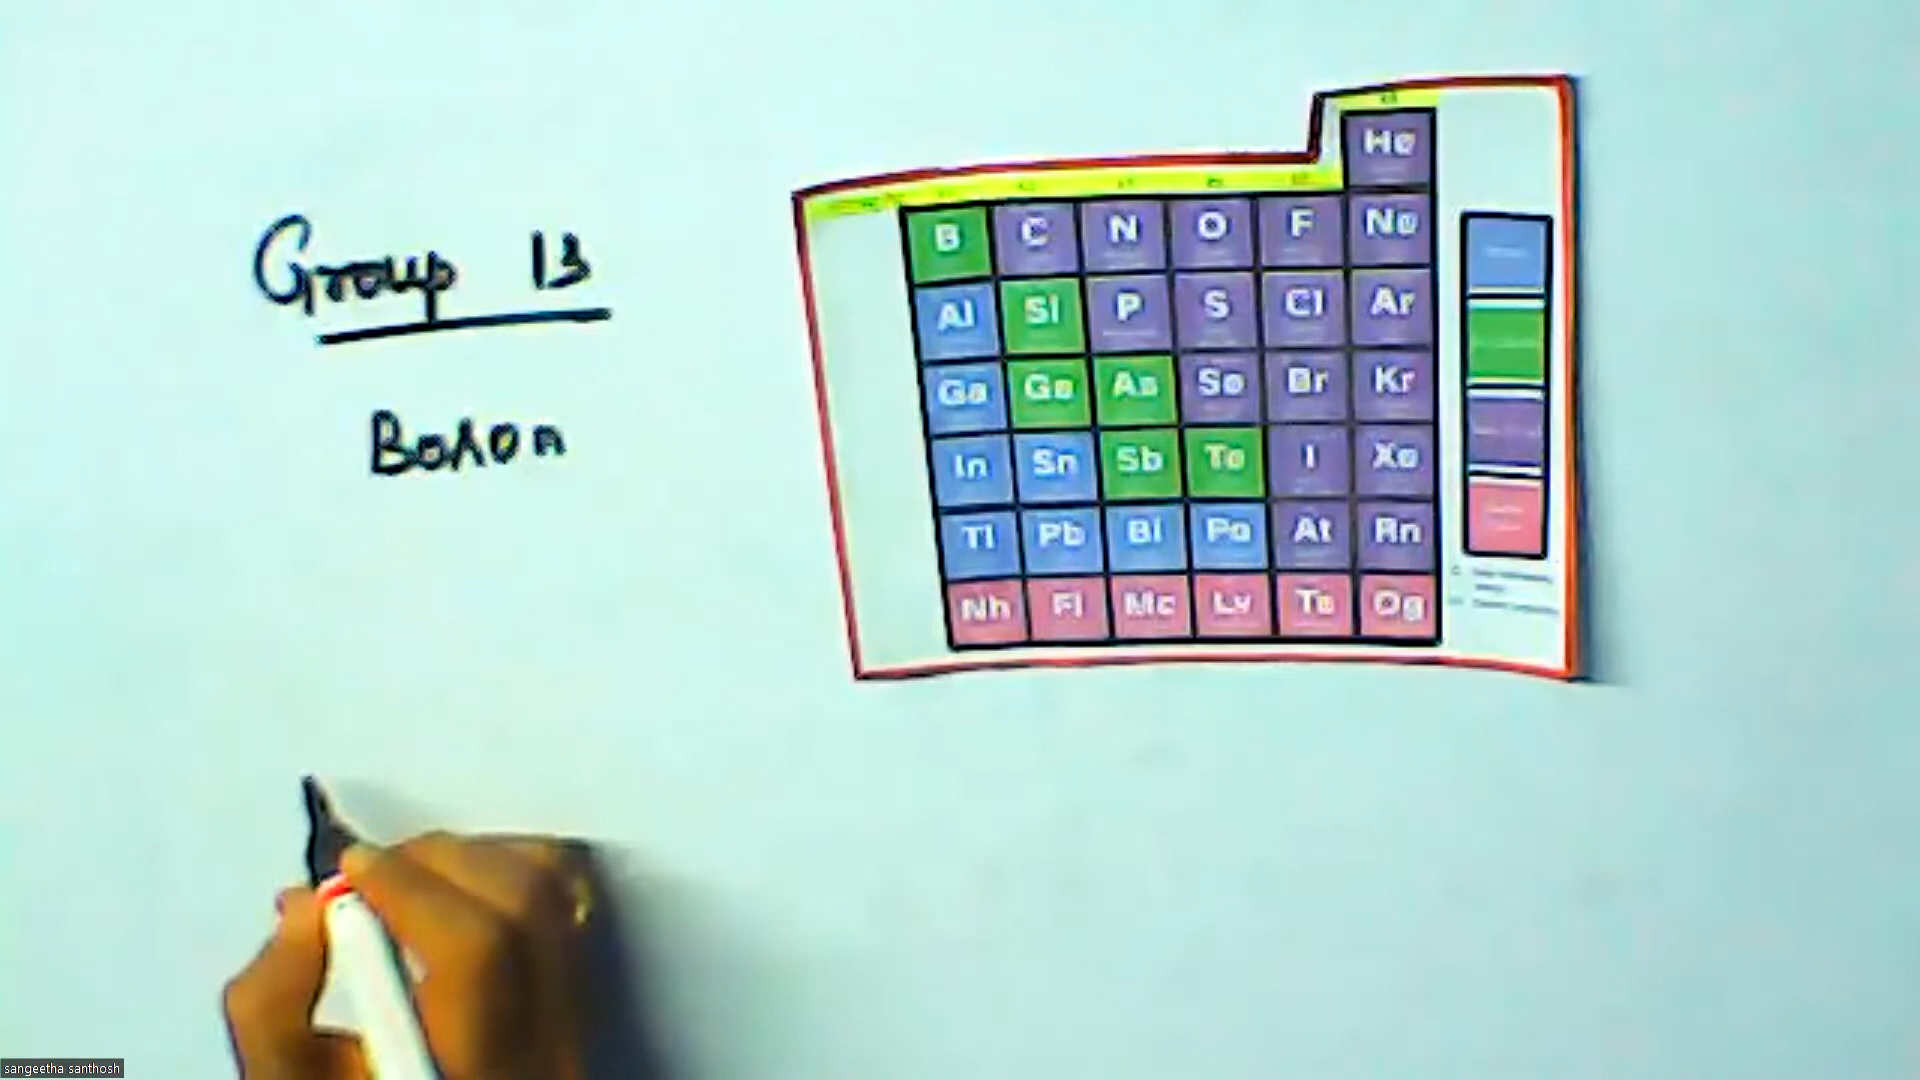 Group 13
Boron
He
B C N O F Ne
Al Si P S Cl Ar
Ga Ge As Se Br Kr
In Sn Sb Te I Xe
Tl Pb Bi Po At Rn
Nh Fl Mc Lv Ts Og
sangeetha santhosh